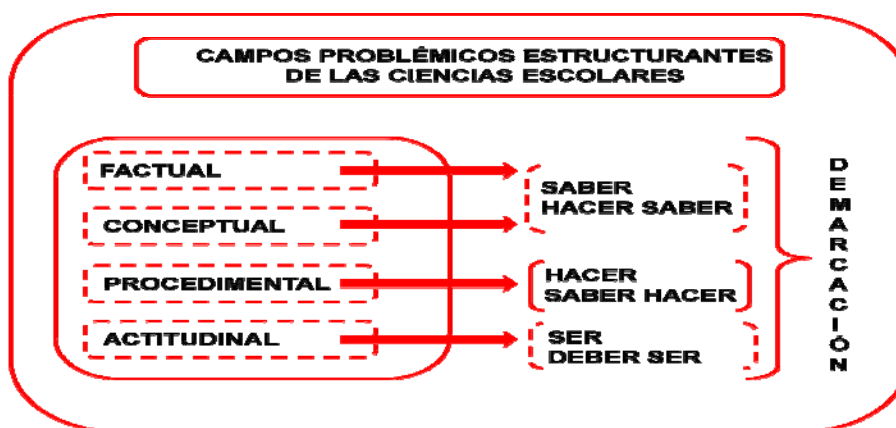 CAMPOS PROBLÉMICOS ESTRUCTURANTES
DE LAS CIENCIAS ESCOLARES
FACTUAL
CONCEPTUAL
PROCEDIMENTAL
ACTITUDINAL
SABER
HACER SABER
HACER
SABER HACER
SER
DEBER SER
DEMARCACIÓN